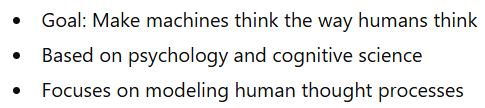 • Goal: Make machines think the way humans think
• Based on psychology and cognitive science
• Focuses on modeling human thought processes